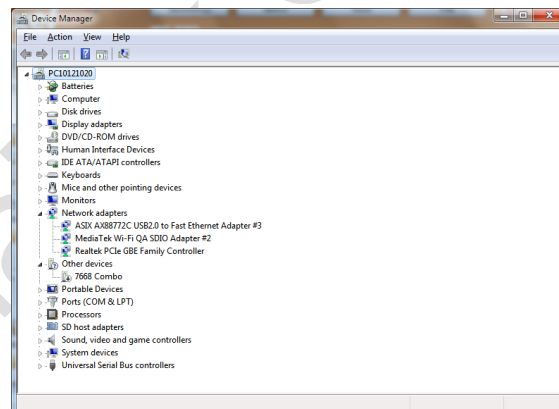 Device Manager
File Action View Help
PC10121020
Batteries
Computer
Disk drives
Display adapters
DVD/CD-ROM drives
Human Interface Devices
IDE ATA/ATAPI controllers
Keyboards
Mice and other pointing devices
Monitors
Network adapters
ASIX AX88772C USB2.0 to Fast Ethernet Adapter #3
MediaTek Wi-Fi QA SDIO Adapter #2
Realtek PCIe GBE Family Controller
Other devices
7668 Combo
Portable Devices
Ports (COM & LPT)
Processors
SD host adapters
Sound, video and game controllers
System devices
Universal Serial Bus controllers